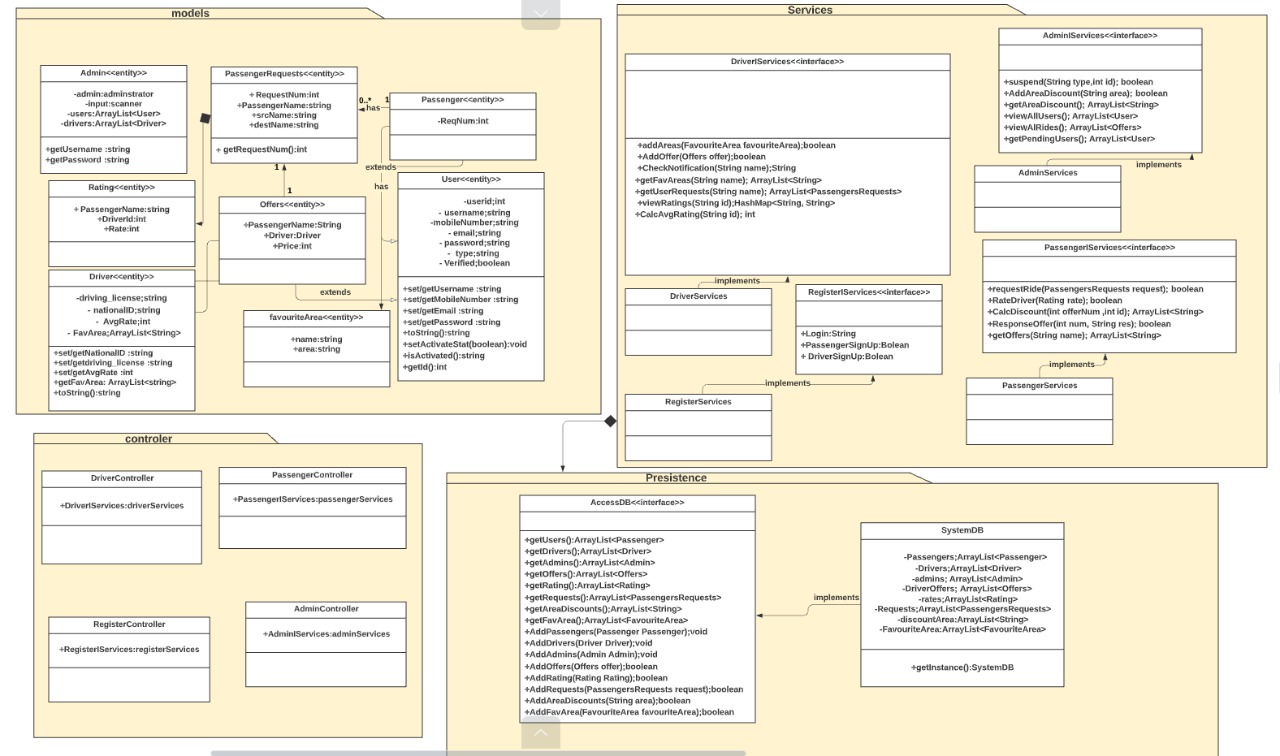 models
Admin<<entity>>
-admin:adminstrator
-input:scanner
-users:ArrayList<User>
-drivers:ArrayList<Driver>
+getUsername :string
+getPassword :string
PassengerRequests<<entity>>
+ RequestNum:int
+PassengerName:string
+srcName:string
+destName:string
+ getRequestNum():int
0..*
1
has
Passenger<<entity>>
-ReqNum:int
extends
has
1
1
Rating<<entity>>
+ PassengerName:string
+DriverId:int
+Rate:int
Offers<<entity>>
+PassengerName:String
+Driver:Driver
+Price:int
extends
User<<entity>>
-userid;int
- username;string
-mobileNumber;string
- email;string
- password;string
- type;string
- Verified;boolean
+set/getUsername :string
+set/getMobileNumber :string
+set/getEmail :string
+set/getPassword :string
+toString():string
+setActivateStat(boolean):void
+isActivated():string
+getId():int
Driver<<entity>>
-driving_license;string
- nationalID;string
- AvgRate;int
- FavArea;ArrayList<String>
+set/getNationalID :string
+set/getdriving_license :string
+set/getAvgRate :int
+getFavArea: ArrayList<string>
+toString():string
favouriteArea<<entity>>
+name:string
+area:string
Services
DriverIServices<<interface>>
+addAreas(FavouriteArea favouriteArea);boolean
+AddOffer(Offers offer);boolean
+CheckNotification(String name);String
+getFavAreas(String name); ArrayList<String>
+getUserRequests(String name); ArrayList<PassengersRequests>
+viewRatings(String id);HashMap<String, String>
+CalcAvgRating(String id); int
AdminIServices<<interface>>
+suspend(String type,int id); boolean
+AddAreaDiscount(String area); boolean
+getAreaDiscount(); ArrayList<String>
+viewAllUsers(); ArrayList<User>
+viewAllRides(); ArrayList<Offers>
+getPendingUsers(); ArrayList<User>
implements
AdminServices
PassengerIServices<<interface>>
+requestRide(PassengersRequests request); boolean
+RateDriver(Rating rate); boolean
+CalcDiscount(int offerNum ,int id); ArrayList<String>
+ResponseOffer(int num, String res); boolean
+getOffers(String name); ArrayList<String>
implements
PassengerServices
implements
DriverServices
RegisterIServices<<interface>>
+Login:String
+PassengerSignUp:Bolean
+ DriverSignUp:Bolean
implements
RegisterServices
controler
DriverController
+DriverIServices:driverServices
PassengerController
+PassengerIServices:passengerServices
RegisterController
+RegisterIServices:registerServices
AdminController
+AdminIServices:adminServices
Presistence
AccessDB<<interface>>
+getUsers():ArrayList<Passenger>
+getDrivers();ArrayList<Driver>
+getAdmins():ArrayList<Admin>
+getOffers():ArrayList<Offers>
+getRating():ArrayList<Rating>
+getRequests():ArrayList<PassengersRequests>
+getAreaDiscounts();ArrayList<String>
+getFavArea();ArrayList<FavouriteArea>
+AddPassengers(Passenger Passenger);void
+AddDrivers(Driver Driver);void
+AddAdmins(Admin Admin);void
+AddOffers(Offers offer);boolean
+AddRating(Rating Rating);boolean
+AddRequests(PassengersRequests request);boolean
+AddAreaDiscounts(String area);boolean
+AddFavArea(FavouriteArea favouriteArea);boolean
implements
SystemDB
-Passengers;ArrayList<Passenger>
-Drivers;ArrayList<Driver>
-admins; ArrayList<Admin>
-DriverOffers; ArrayList<Offers>
-rates;ArrayList<Rating>
-Requests;ArrayList<PassengersRequests>
-discountArea:ArrayList<String>
-FavouriteArea:ArrayList<FavouriteArea>
+getInstance():SystemDB